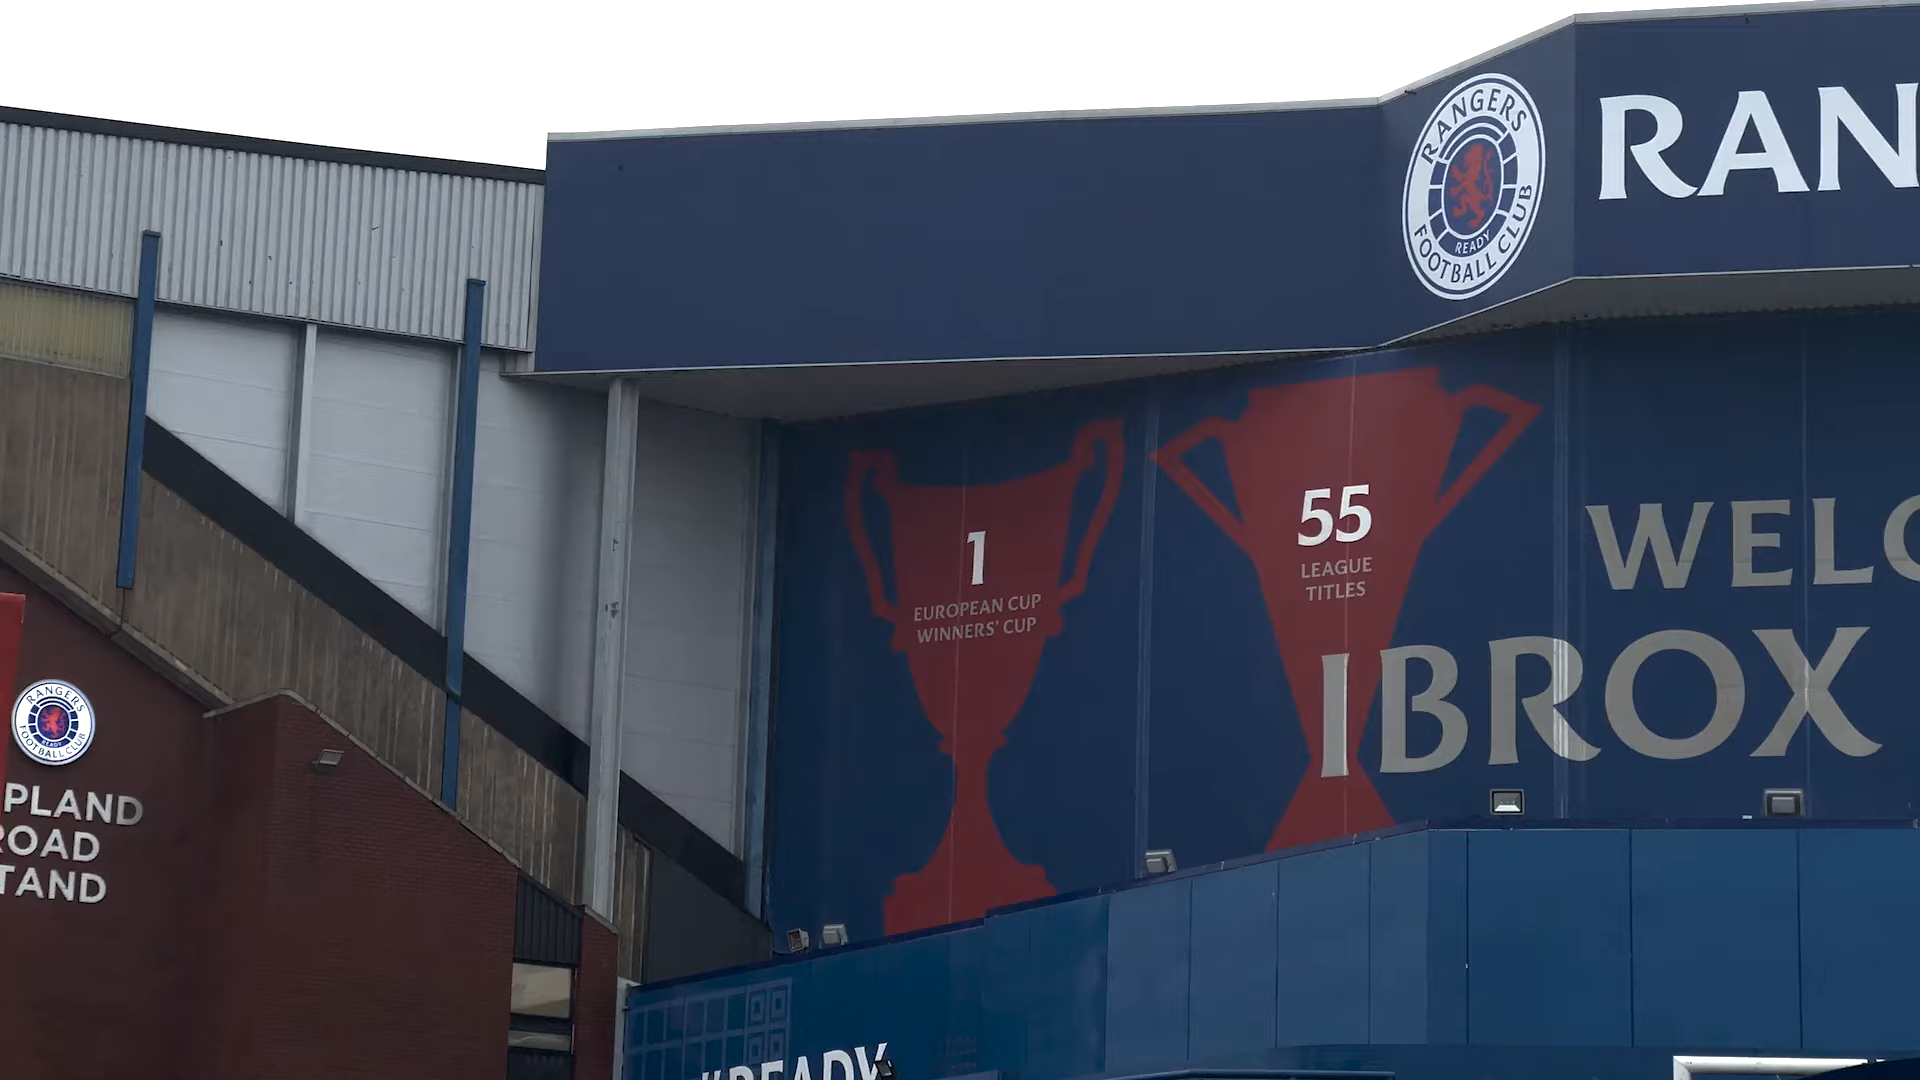 RANGERS
FOOTBALL CLUB
READY
RAN
1
EUROPEAN CUP
WINNERS' CUP
55
LEAGUE
TITLES
WELC
IBROX
RANGERS
FOOTBALL CLUB
READY
PLAND
ROAD
TAND
#READY